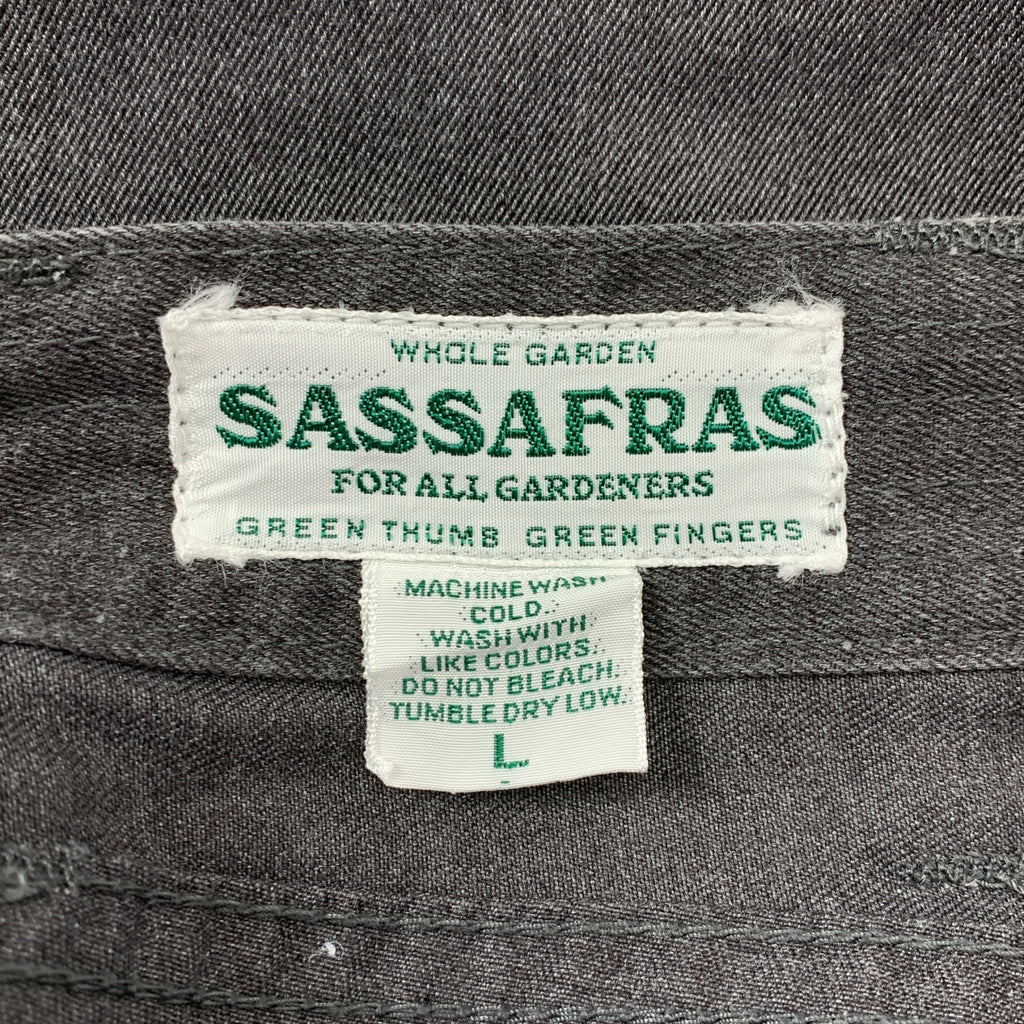 WHOLE GARDEN
SASSAFRAS
FOR ALL GARDENERS
GREEN THUMB GREEN FINGERS
MACHINE WASH
COLD.
WASH WITH
LIKE COLORS.
DO NOT BLEACH.
TUMBLE DRY LOW.
L